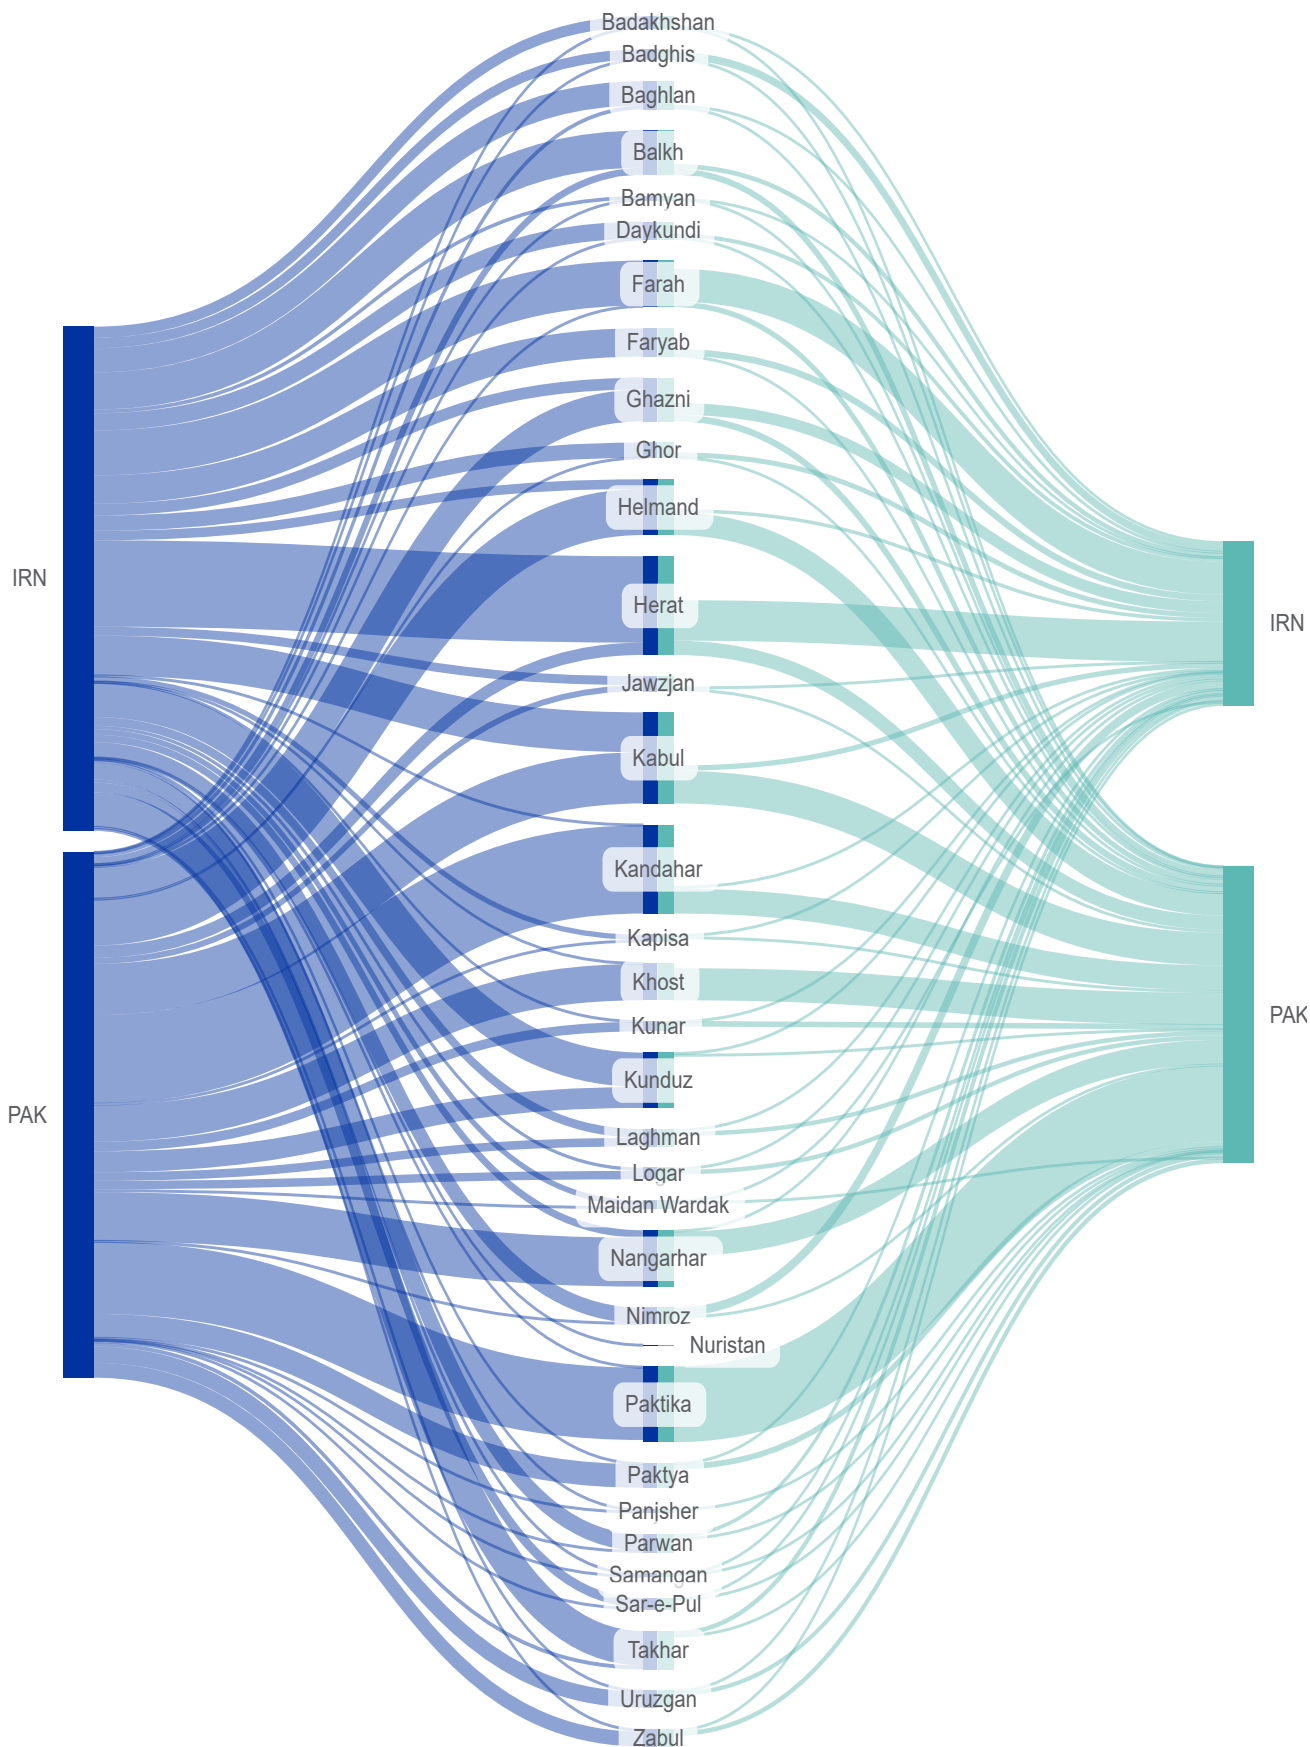 Badakhshan
Badghis
Baghlan
Balkh
Bamyan
Daykundi
Farah
Faryab
Ghazni
Ghor
Helmand
IRN
Herat
IRN
Jawzjan
Kabul
Kandahar
Kapisa
Khost
PAK
Kunar
Kunduz
PAK
Laghman
Logar
Maidan Wardak
Nangarhar
Nimroz
Nuristan
Paktika
Paktya
Panjsher
Parwan
Samangan
Sar-e-Pul
Takhar
Uruzgan
Zabul